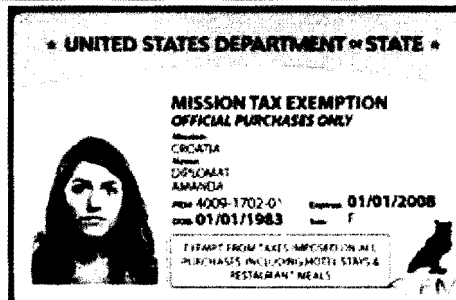 ★ UNITED STATES DEPARTMENT OF STATE ★
MISSION TAX EXEMPTION
OFFICIAL PURCHASES ONLY
Mission:
CROATIA
Name:
DIPLOMAT
AMANDA
PID#: 4009-1702-01 Expires: 01/01/2008
DOB: 01/01/1983 Sex: F
EXEMPT FROM TAXES IMPOSED ON ALL
PURCHASES INCLUDING HOTEL STAYS &
RESTAURANT MEALS